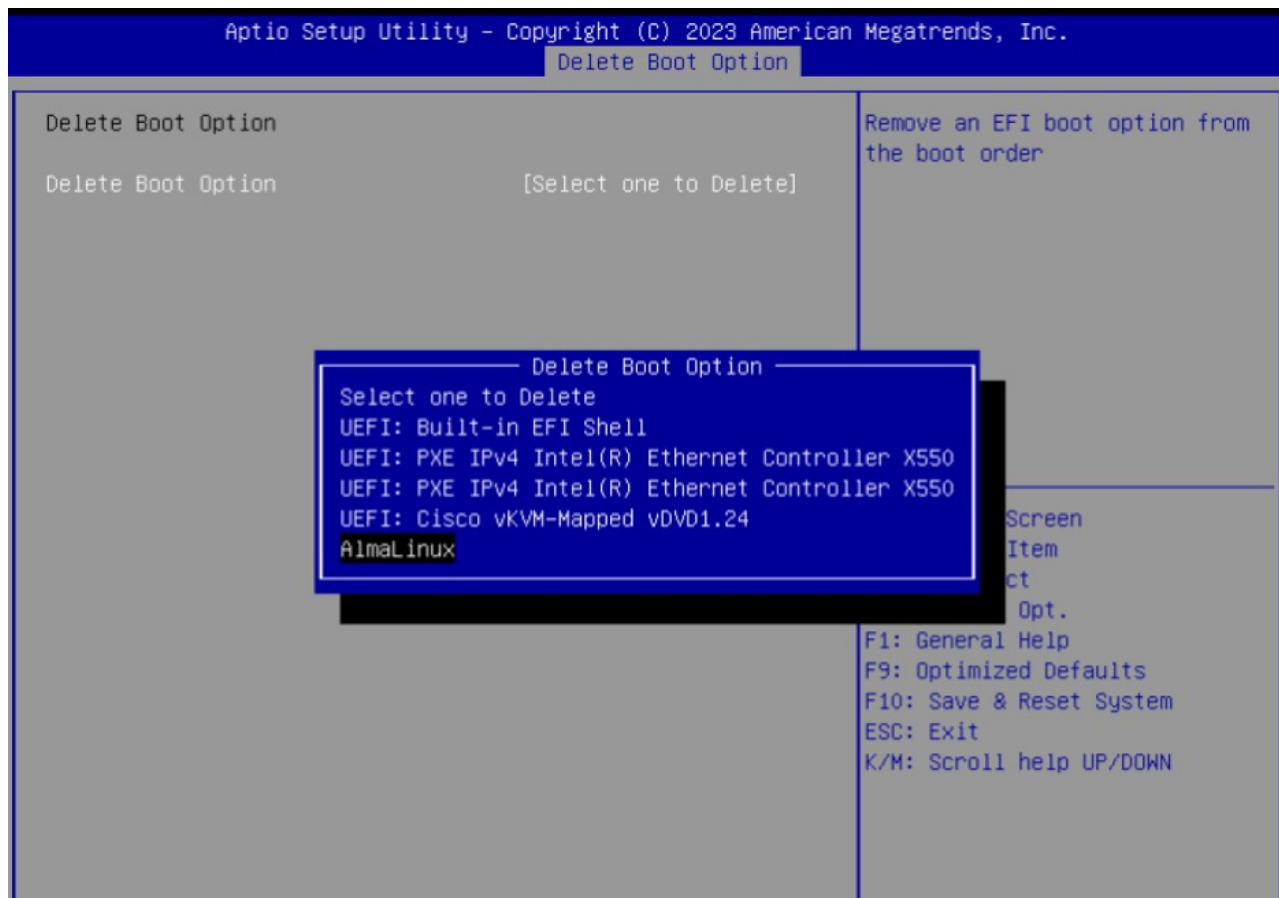 Aptio Setup Utility – Copyright (C) 2023 American Megatrends, Inc.
Delete Boot Option
Delete Boot Option
Delete Boot Option [Select one to Delete]
Remove an EFI boot option from
the boot order
Delete Boot Option
Select one to Delete
UEFI: Built-in EFI Shell
UEFI: PXE IPv4 Intel(R) Ethernet Controller X550
UEFI: PXE IPv4 Intel(R) Ethernet Controller X550
UEFI: Cisco vKVM-Mapped vDVD1.24
AlmaLinux
Screen
Item
ct
Opt.
F1: General Help
F9: Optimized Defaults
F10: Save & Reset System
ESC: Exit
K/M: Scroll help UP/DOWN